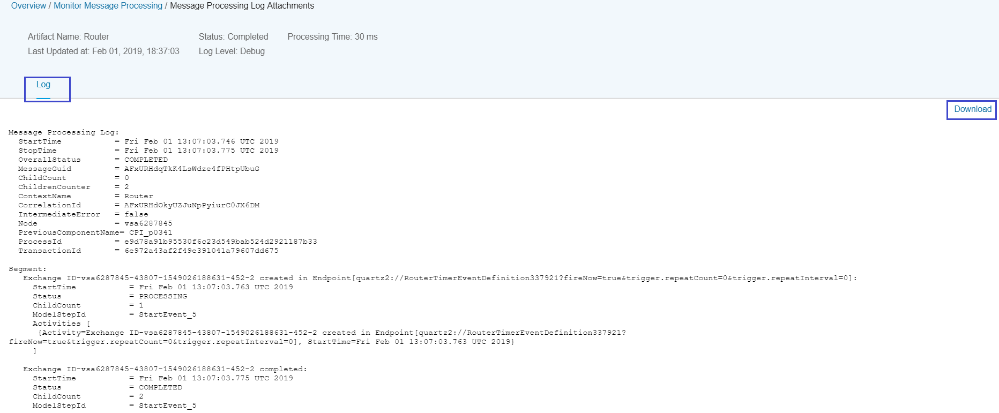 Overview / Monitor Message Processing / Message Processing Log Attachments
Artifact Name: Router Status: Completed Processing Time: 30 ms
Last Updated at: Feb 01, 2019, 18:37:03 Log Level: Debug
Log
Download
Message Processing Log:
StartTime = Fri Feb 01 13:07:03.746 UTC 2019
StopTime = Fri Feb 01 13:07:03.775 UTC 2019
OverallStatus = COMPLETED
MessageGuid = AFxURHdqTkK4LsWdze4fPHtpUbuG
ChildCount = 0
ChildrenCounter = 2
ContextName = Router
CorrelationId = AFxURHdOkyUZJuNpPyiurC0JX6DM
IntermediateError = false
Node = vsa6287845
PreviousComponentName= CPI_p0341
ProcessId = e9d78a91b95530f6c23d549bab524d2921187b33
TransactionId = 6e972a43af2f49e391041a79607dd675
Segment:
Exchange ID-vsa6287845-43807-1549026188631-452-2 created in Endpoint[quartz2://RouterTimerEventDefinition337921?fireNow=true&trigger.repeatCount=0&trigger.repeatInterval=0]:
StartTime = Fri Feb 01 13:07:03.763 UTC 2019
Status = PROCESSING
ChildCount = 1
ModelStepId = StartEvent_5
Activities [
{Activity=Exchange ID-vsa6287845-43807-1549026188631-452-2 created in Endpoint[quartz2://RouterTimerEventDefinition337921?
fireNow=true&trigger.repeatCount=0&trigger.repeatInterval=0], StartTime=Fri Feb 01 13:07:03.763 UTC 2019}
]
Exchange ID-vsa6287845-43807-1549026188631-452-2 completed:
StartTime = Fri Feb 01 13:07:03.775 UTC 2019
Status = COMPLETED
ChildCount = 2
ModelStepId = StartEvent_5